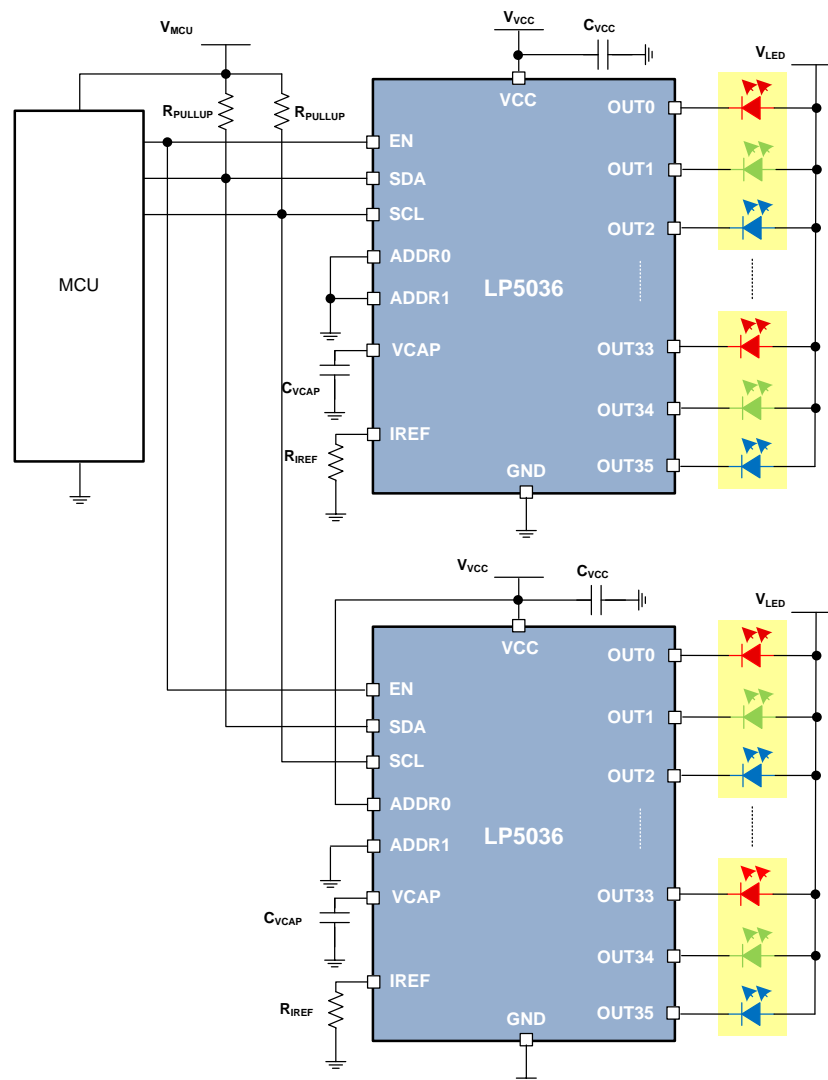 VMCU
RPULLUP
RPULLUP
MCU
VVCC
CVCC
VLED
VCC
EN
SDA
SCL
ADDR0
ADDR1
VCAP
IREF
GND
LP5036
OUT0
OUT1
OUT2
OUT33
OUT34
OUT35
CVCAP
RIREF
VVCC
CVCC
VLED
VCC
EN
SDA
SCL
ADDR0
ADDR1
VCAP
IREF
GND
LP5036
OUT0
OUT1
OUT2
OUT33
OUT34
OUT35
CVCAP
RIREF